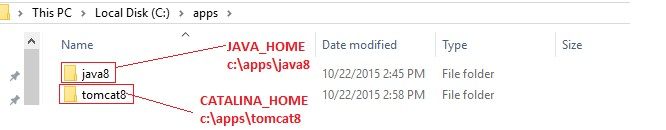 This PC > Local Disk (C:) > apps >
Name Date modified Type Size
JAVA_HOME
c:\apps\java8
java8 10/22/2015 2:45 PM File folder
tomcat8 10/22/2015 2:58 PM File folder
CATALINA_HOME
c:\apps\tomcat8